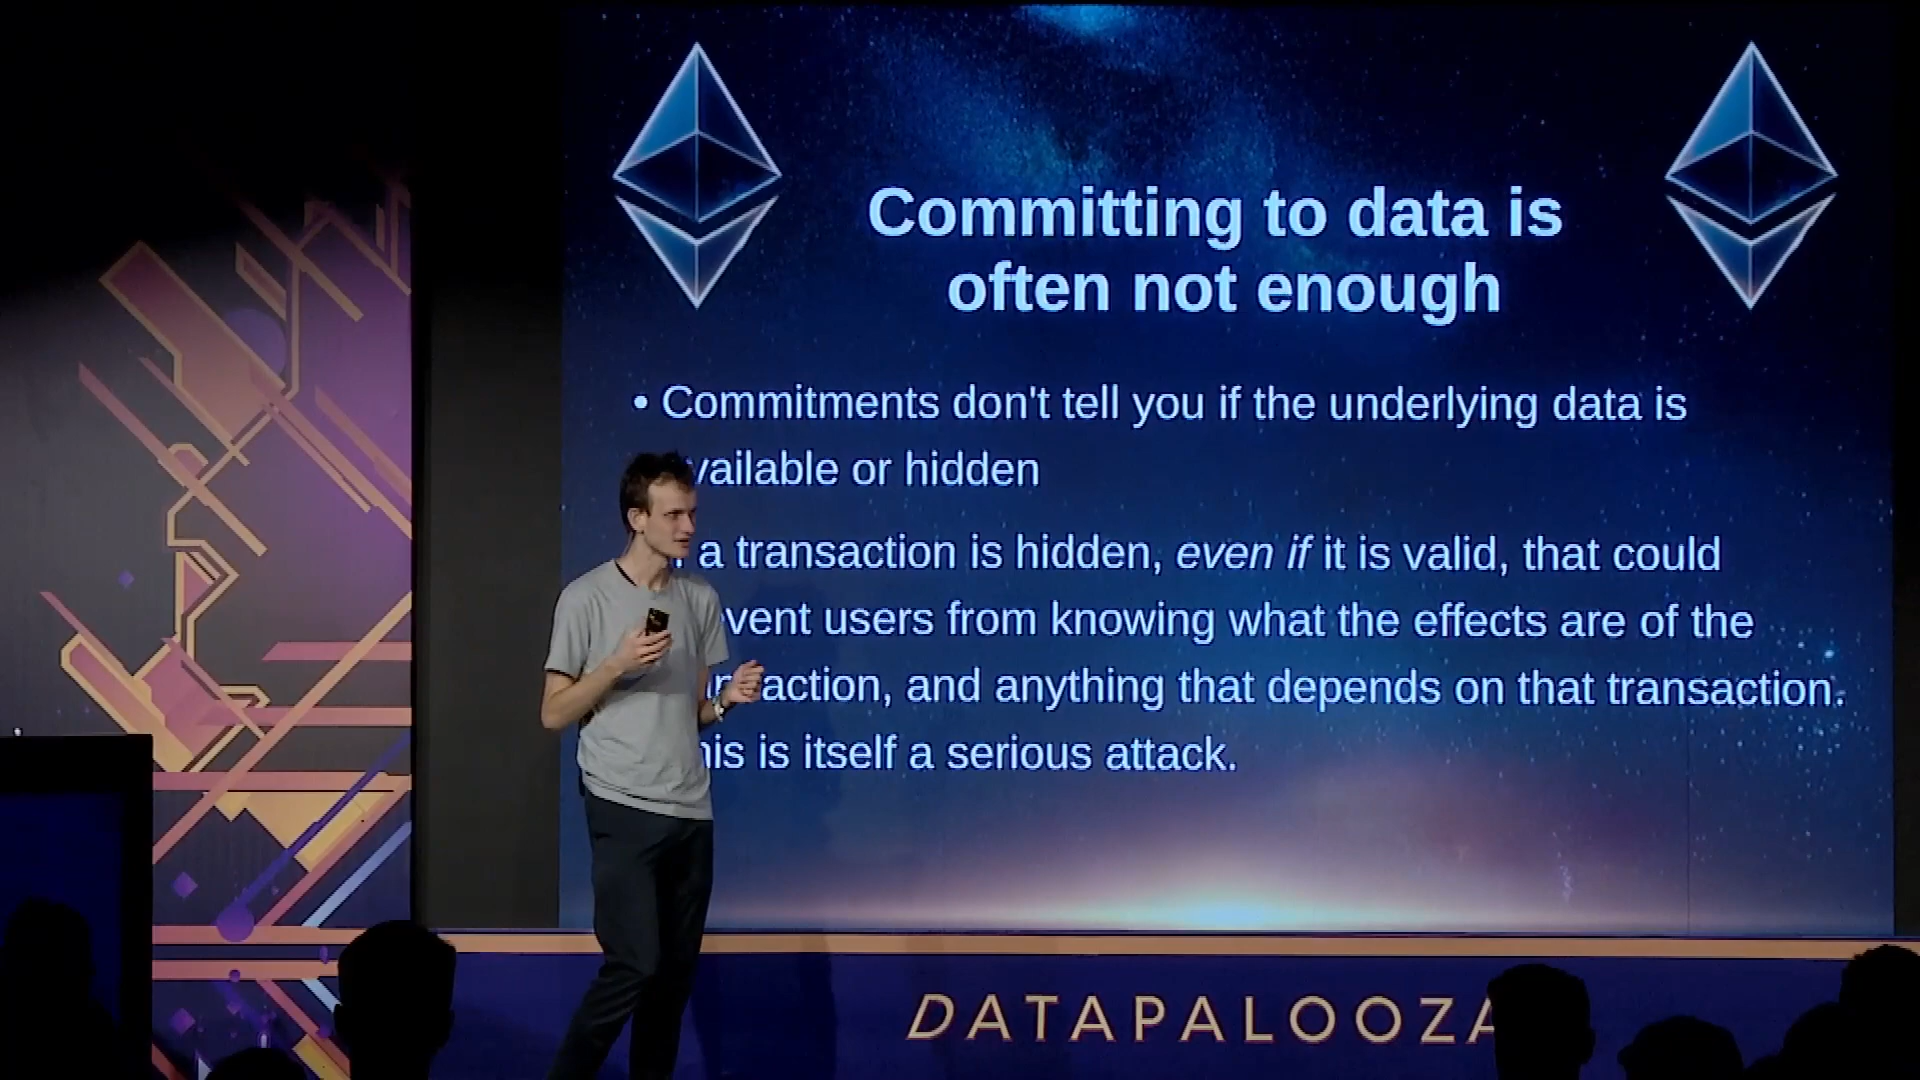 Committing to data is
often not enough
• Commitments don't tell you if the underlying data is
vailable or hidden
a transaction is hidden, even if it is valid, that could
event users from knowing what the effects are of the
action, and anything that depends on that transaction.
his is itself a serious attack.
DATAPALOOZA